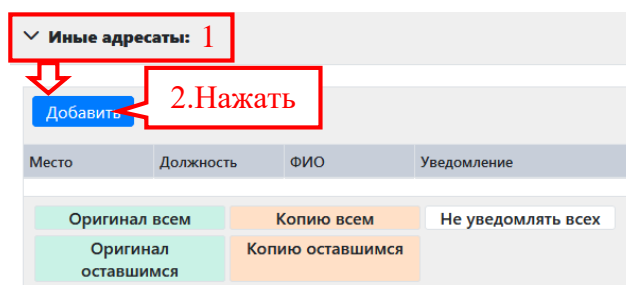 Иные адресаты: 1
2.Нажать
Добавить
Место Должность ФИО Уведомление
Оригинал всем Копию всем Не уведомлять всех
Оригинал оставшимся Копию оставшимся